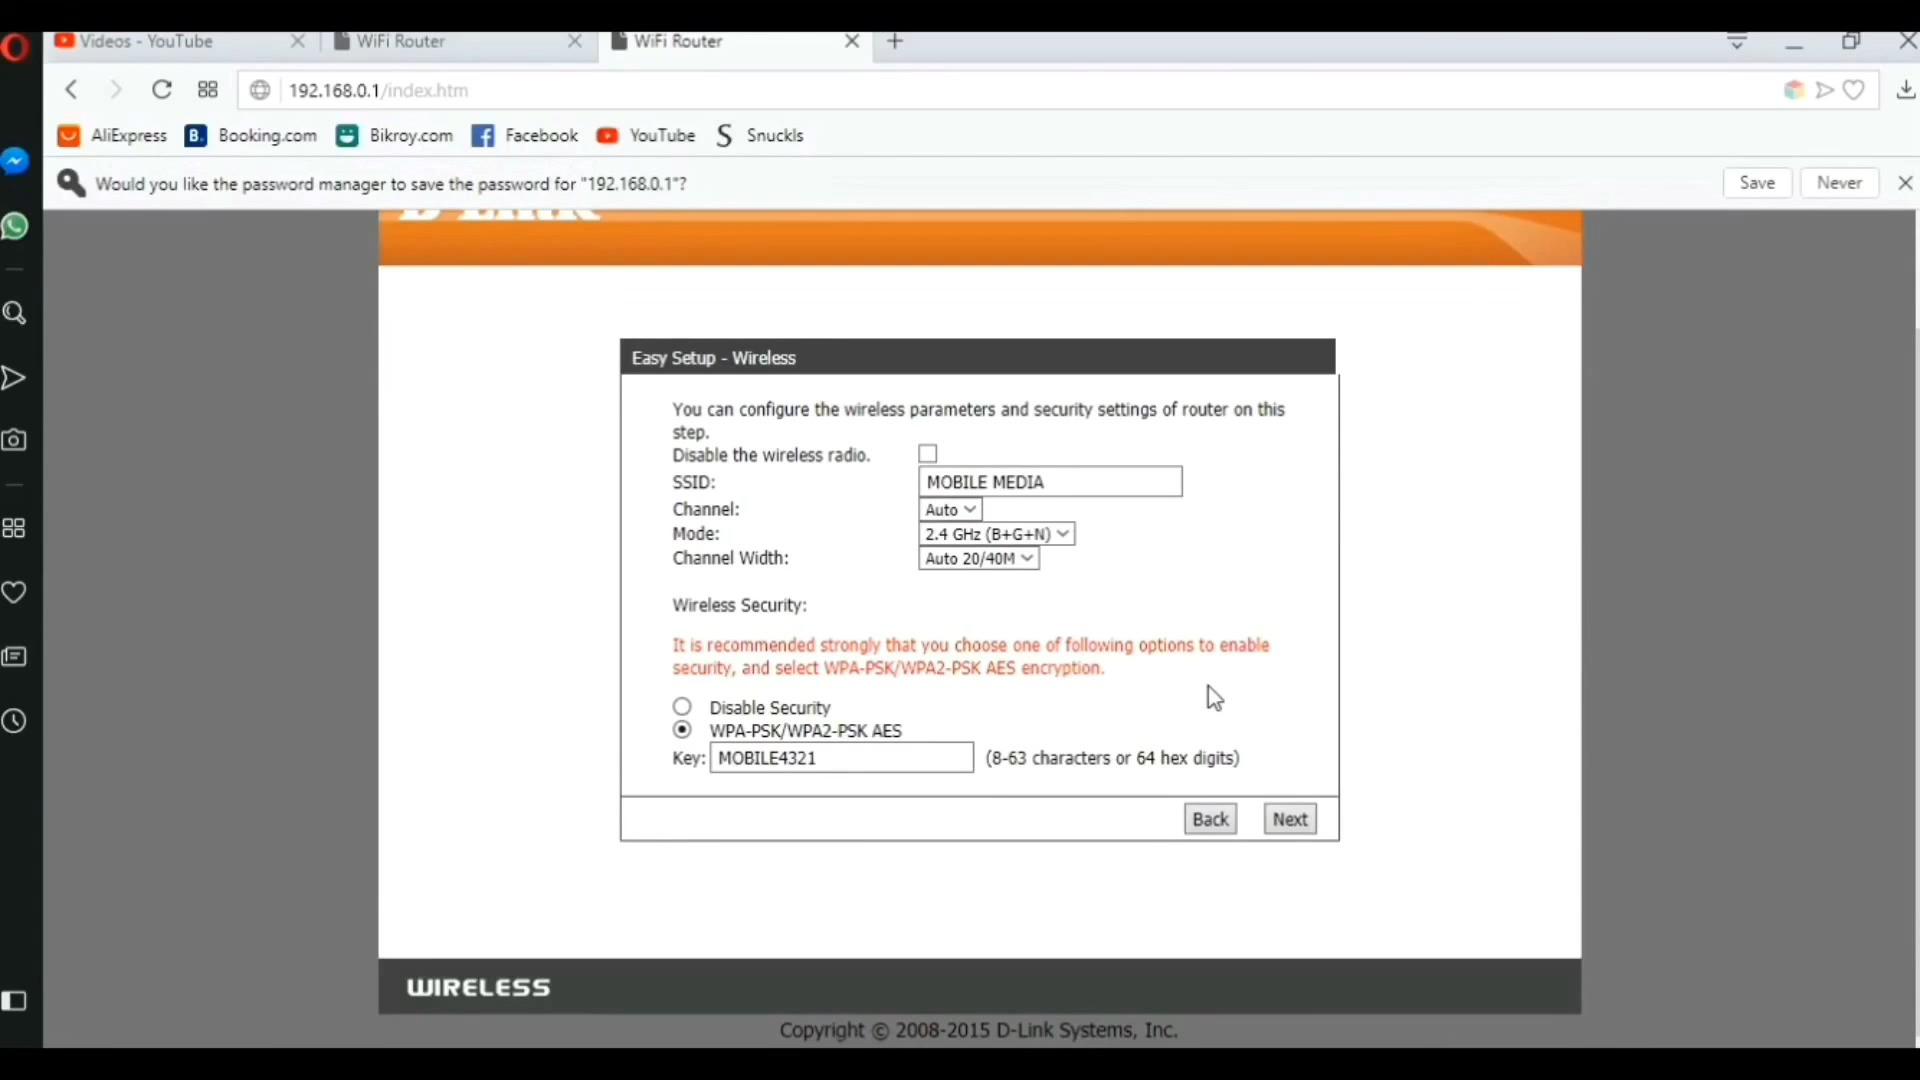 Videos - YouTube
WiFi Router
WiFi Router
192.168.0.1/index.htm
AliExpress
B. Booking.com
Bikroy.com
Facebook
YouTube
Snuckls
Would you like the password manager to save the password for "192.168.0.1"?
Save
Never
D-Link
Easy Setup - Wireless
You can configure the wireless parameters and security settings of router on this
step.
Disable the wireless radio.
SSID: MOBILE MEDIA
Channel: Auto
Mode: 2.4 GHz (B+G+N)
Channel Width: Auto 20/40M
Wireless Security:
It is recommended strongly that you choose one of following options to enable
security, and select WPA-PSK/WPA2-PSK AES encryption.
Disable Security
WPA-PSK/WPA2-PSK AES
Key: MOBILE4321 (8-63 characters or 64 hex digits)
Back Next
WIRELESS
Copyright © 2008-2015 D-Link Systems, Inc.